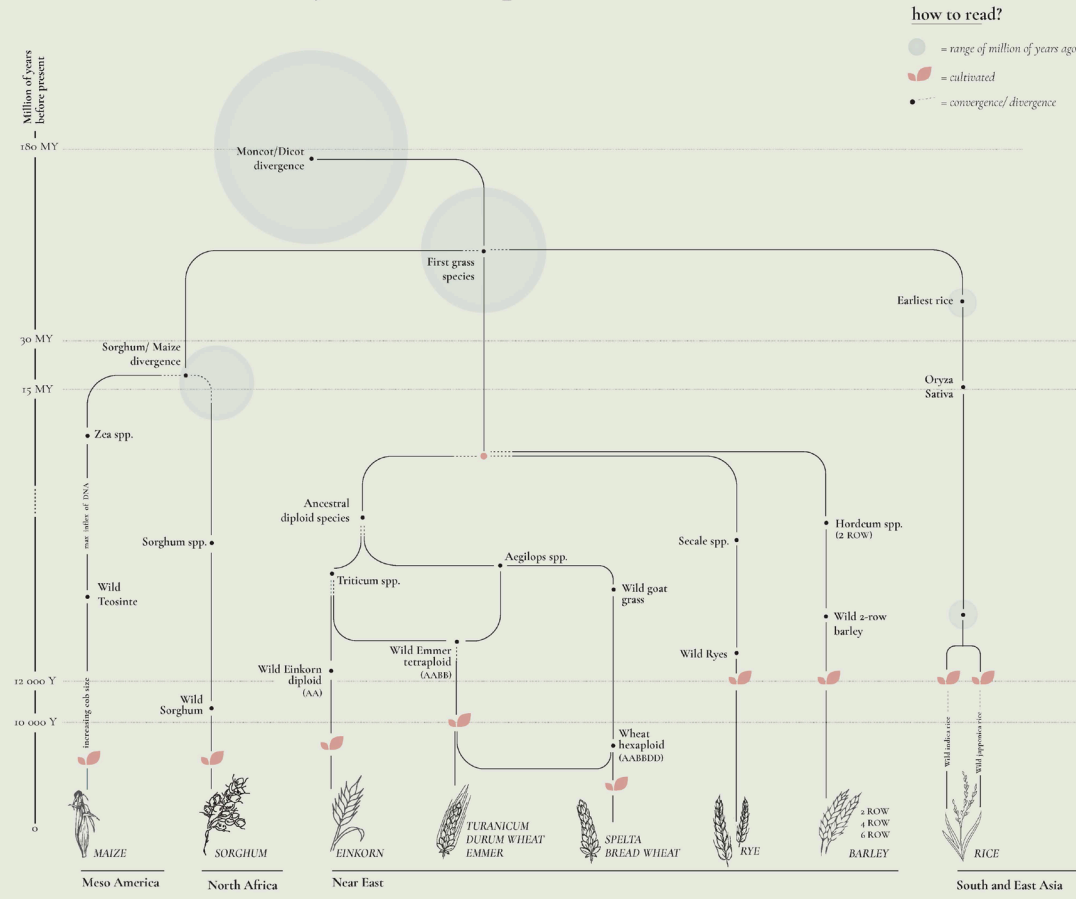 how to read?
= range of million of years ago
= cultivated
= convergence/ divergence
Million of years
before present
180 MY
Moncot/Dicot
divergence
First grass
species
Earliest rice
30 MY
Sorghum/ Maize
divergence
15 MY
Oryza
Sativa
Zea spp.
max inflex of DNA
Ancestral
diploid species
Hordeum spp.
(2 ROW)
Sorghum spp.
Secale spp.
Aegilops spp.
Triticum spp.
Wild
Teosinte
Wild goat
grass
Wild 2-row
barley
Wild Emmer
tetraploid
(AABB)
Wild Ryes
Wild Einkorn
diploid
(AA)
12 000 Y
increasing cob size
Wild
Sorghum
10 000 Y
Wild indica rice
Wild japponica rice
Wheat
hexaploid
(AABBDD)
0
2 ROW
4 ROW
6 ROW
MAIZE
SORGHUM
EINKORN
TURANICUM
DURUM WHEAT
EMMER
SPELTA
BREAD WHEAT
RYE
BARLEY
RICE
Meso America
North Africa
Near East
South and East Asia